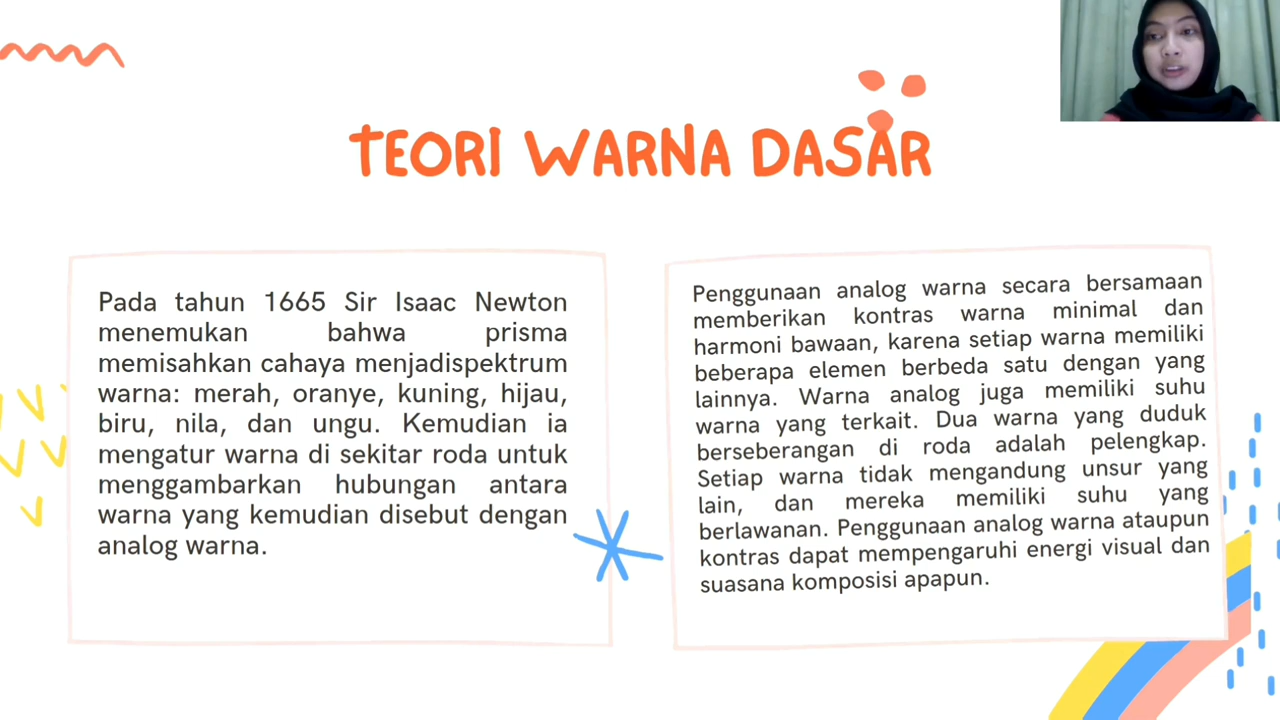 TEORI WARNA DASAR
Pada tahun 1665 Sir Isaac Newton
menemukan bahwa prisma
memisahkan cahaya menjadispektrum
warna: merah, oranye, kuning, hijau,
biru, nila, dan ungu. Kemudian ia
mengatur warna di sekitar roda untuk
menggambarkan hubungan antara
warna yang kemudian disebut dengan
analog warna.
Penggunaan analog warna secara bersamaan
memberikan kontras warna minimal dan
harmoni bawaan, karena setiap warna memiliki
beberapa elemen berbeda satu dengan yang
lainnya. Warna analog juga memiliki suhu
warna yang terkait. Dua warna yang duduk
berseberangan di roda adalah pelengkap.
Setiap warna tidak mengandung unsur yang
lain, dan mereka memiliki suhu yang
berlawanan. Penggunaan analog warna ataupun
kontras dapat mempengaruhi energi visual dan
suasana komposisi apapun.